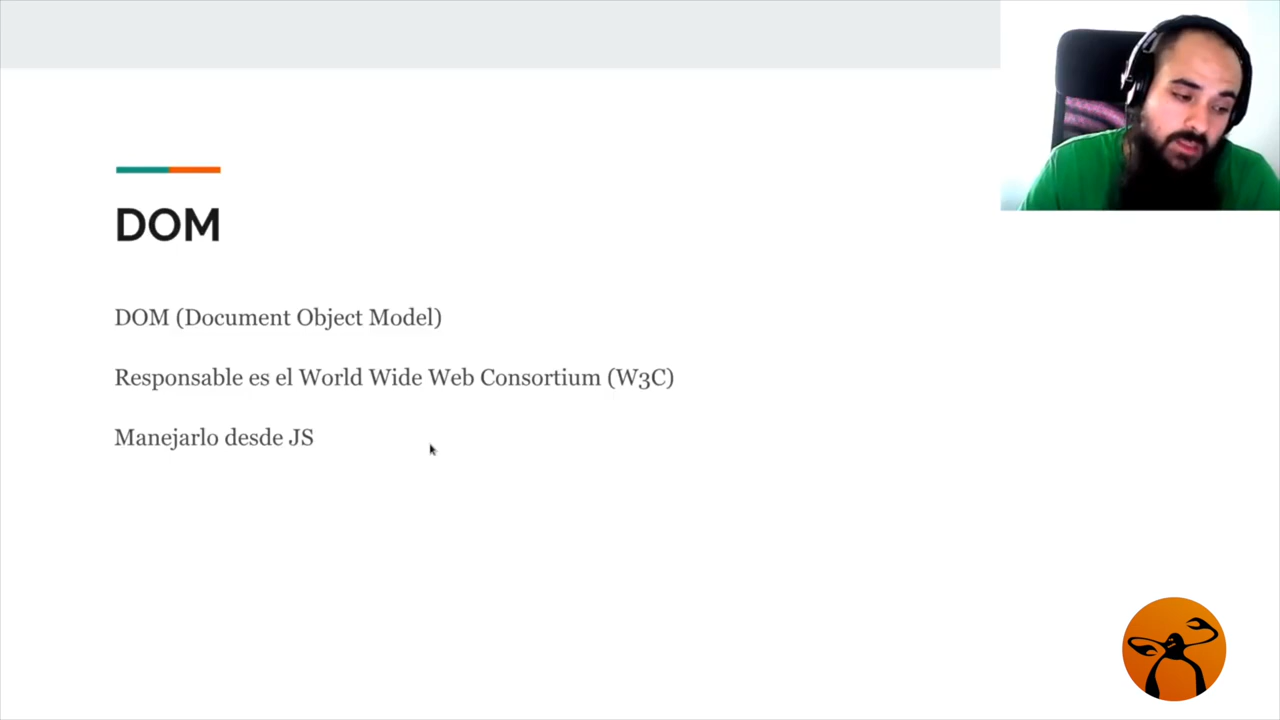 DOM
DOM (Document Object Model)
Responsable es el World Wide Web Consortium (W3C)
Manejarlo desde JS